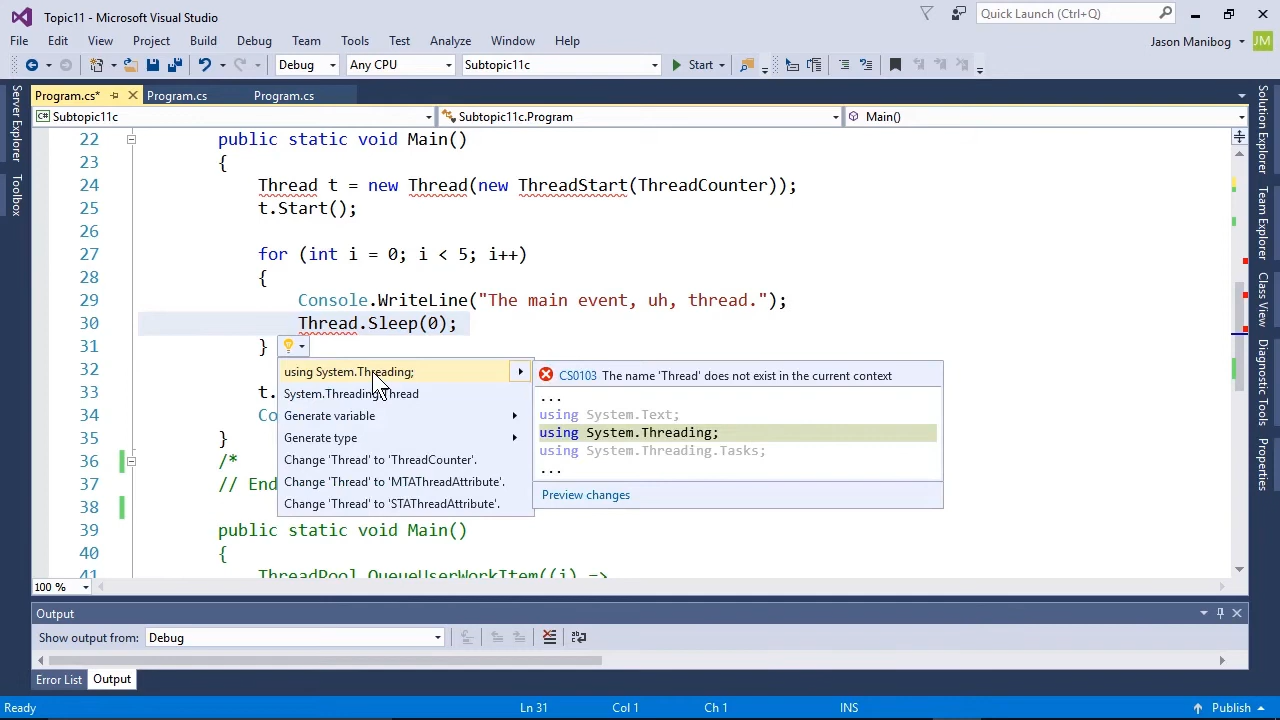 Topic11 - Microsoft Visual Studio
Quick Launch (Ctrl+Q)
File Edit View Project Build Debug Team Tools Test Analyze Window Help
Jason Manibog JM
Debug Any CPU Subtopic11c Start
Program.cs* Program.cs Program.cs
C# Subtopic11c Subtopic11c.Program Main()
Server Explorer
Toolbox
22 public static void Main()
23 {
24 Thread t = new Thread(new ThreadStart(ThreadCounter));
25 t.Start();
26
27 for (int i = 0; i < 5; i++)
28 {
29 Console.WriteLine("The main event, uh, thread.");
30 Thread.Sleep(0);
31 }
32
33 t.
34 Co
35 }
36 /*
37 // End
38
39 public static void Main()
40 {
41 ThreadPool.QueueUserWorkItem((i) =>
using System.Threading;
System.Threading.Thread
Generate variable
Generate type
Change 'Thread' to 'ThreadCounter'.
Change 'Thread' to 'MTAThreadAttribute'.
Change 'Thread' to 'STAThreadAttribute'.
CS0103 The name 'Thread' does not exist in the current context
...
using System.Text;
using System.Threading;
using System.Threading.Tasks;
...
Preview changes
Solution Explorer
Team Explorer
Class View
Diagnostic Tools
Properties
100 %
Output
Show output from: Debug
Error List Output
Ready Ln 31 Col 1 Ch 1 INS Publish